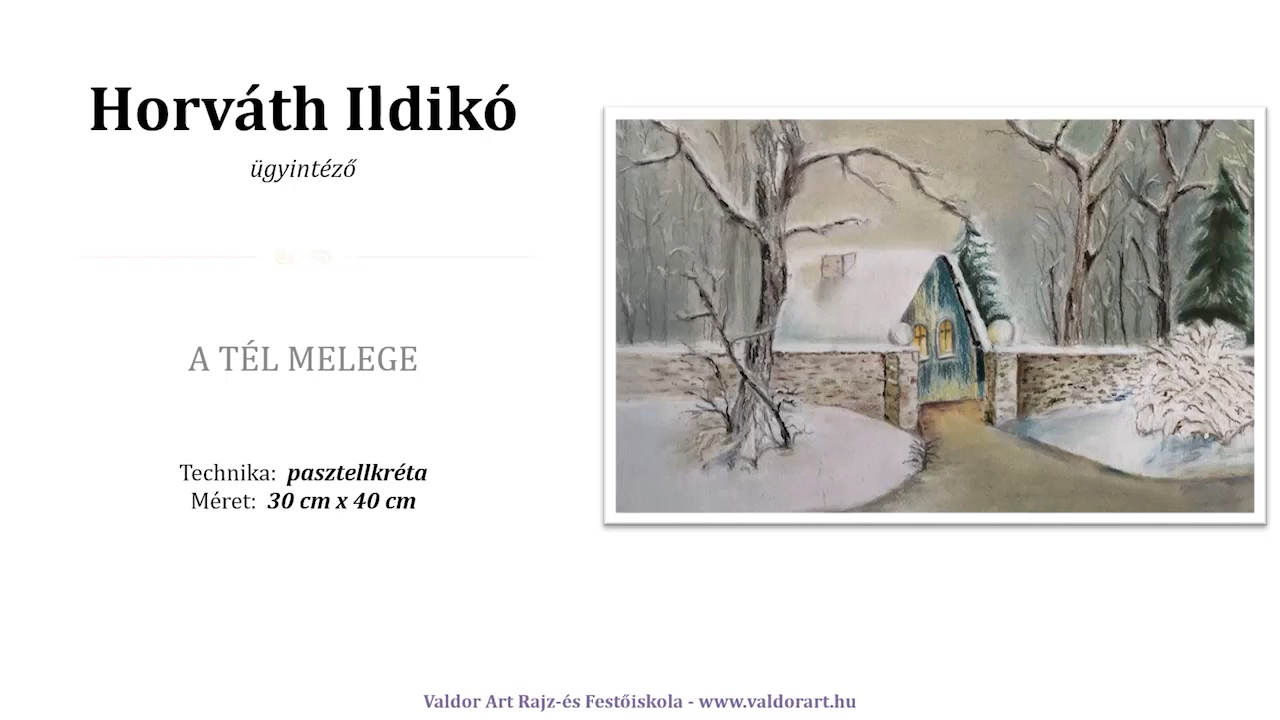 Horváth Ildikó
ügyintéző
A TÉL MELEGE
Technika: pasztellkréta
Méret: 30 cm x 40 cm
Valdor Art Rajz-és Festőiskola - www.valdorart.hu